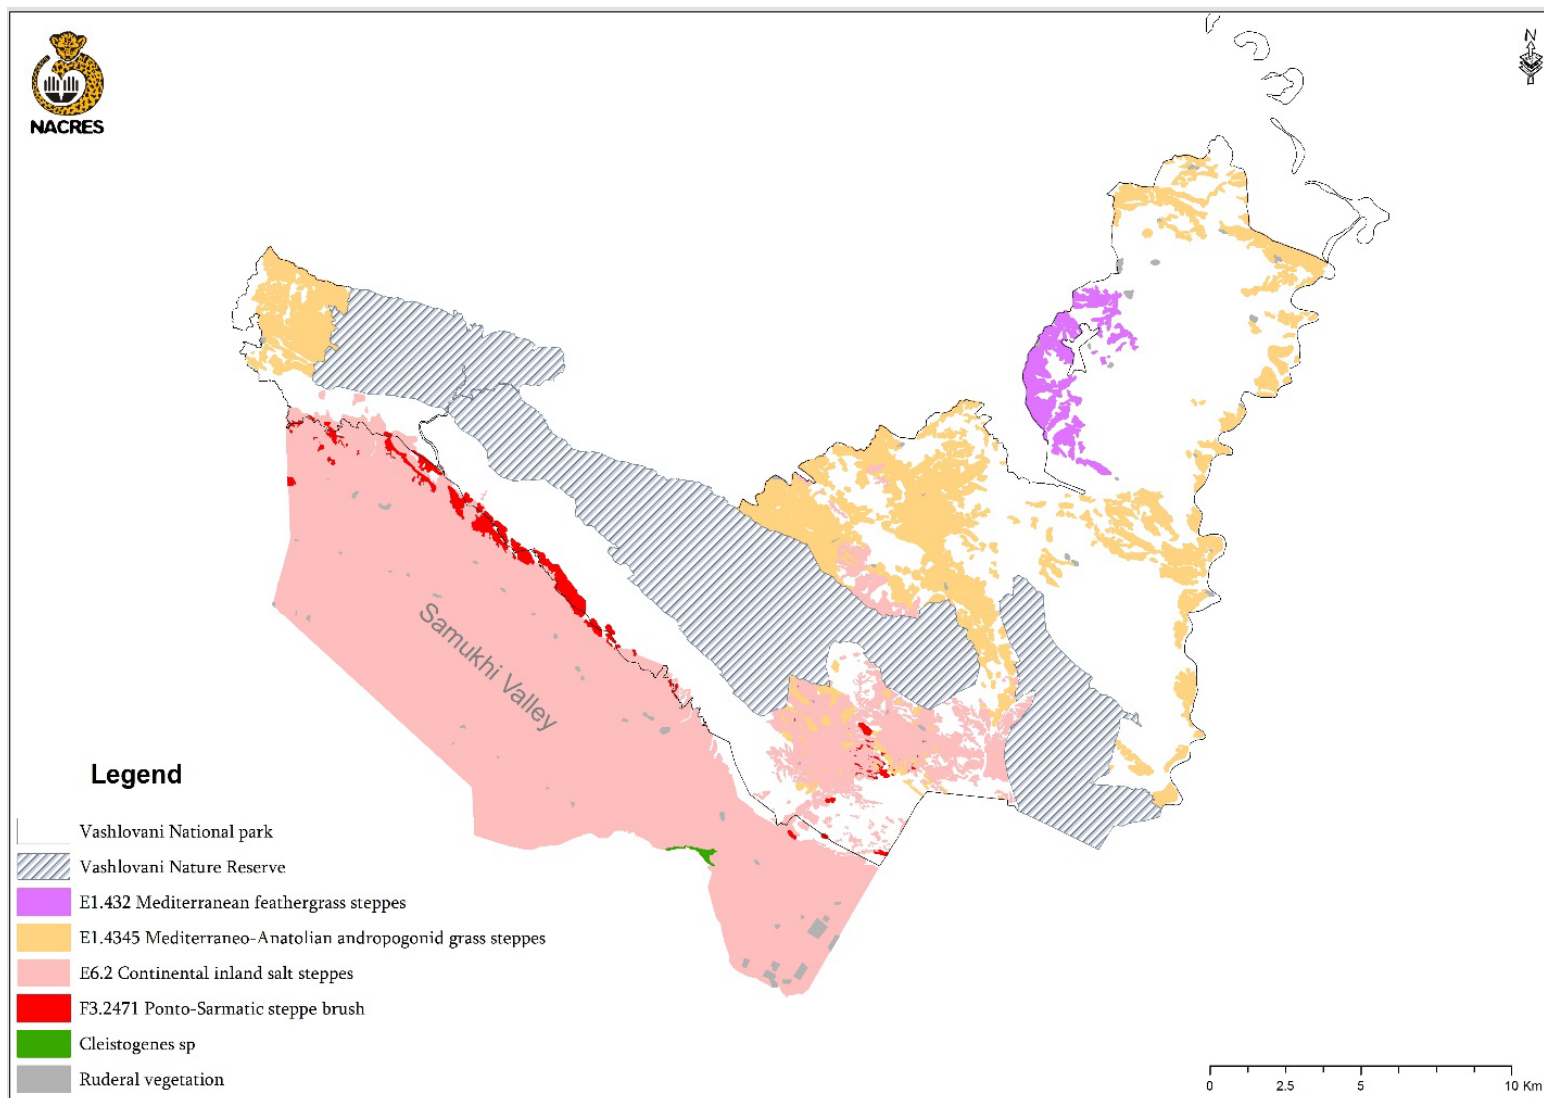 N
NACRES
Samukhi Valley
Legend
Vashlovani National park
Vashlovani Nature Reserve
E1.432 Mediterranean feathergrass steppes
E1.4345 Mediterraneo-Anatolian andropogonid grass steppes
E6.2 Continental inland salt steppes
F3.2471 Ponto-Sarmatic steppe brush
Cleistogenes sp
Ruderal vegetation
0 2.5 5 10 Km